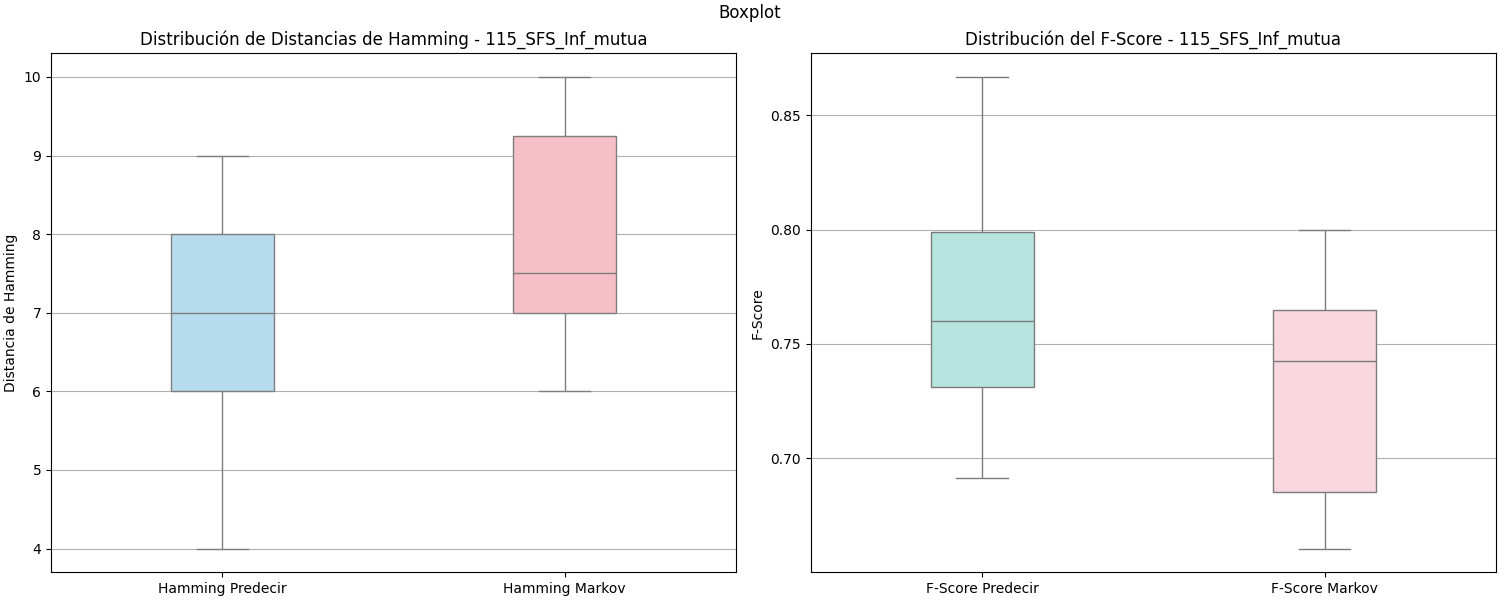 Boxplot
Distribución de Distancias de Hamming - 115_SFS_Inf_mutua
Distancia de Hamming
10
9
8
7
6
5
4
Hamming Predecir
Hamming Markov
Distribución del F-Score - 115_SFS_Inf_mutua
F-Score
0.85
0.80
0.75
0.70
F-Score Predecir
F-Score Markov